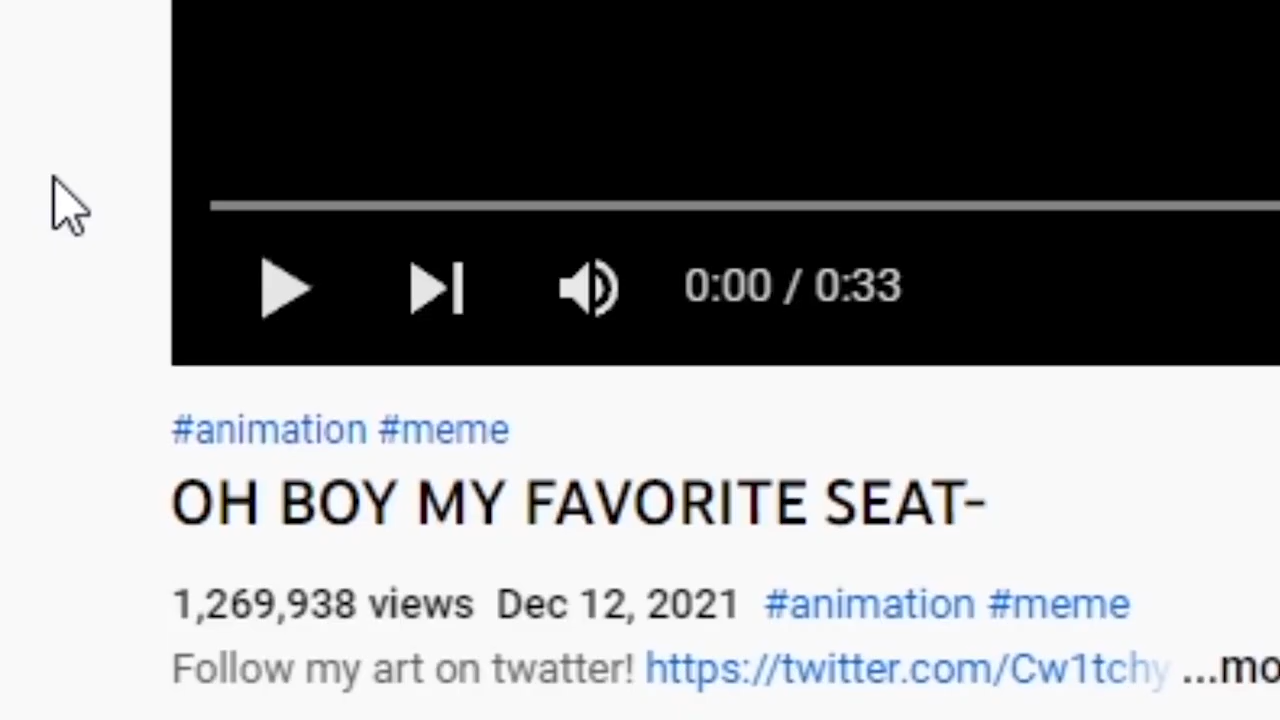 0:00 / 0:33
#animation #meme
OH BOY MY FAVORITE SEAT-
1,269,938 views Dec 12, 2021 #animation #meme
Follow my art on twatter! https://twitter.com/Cw1tchy ...mo